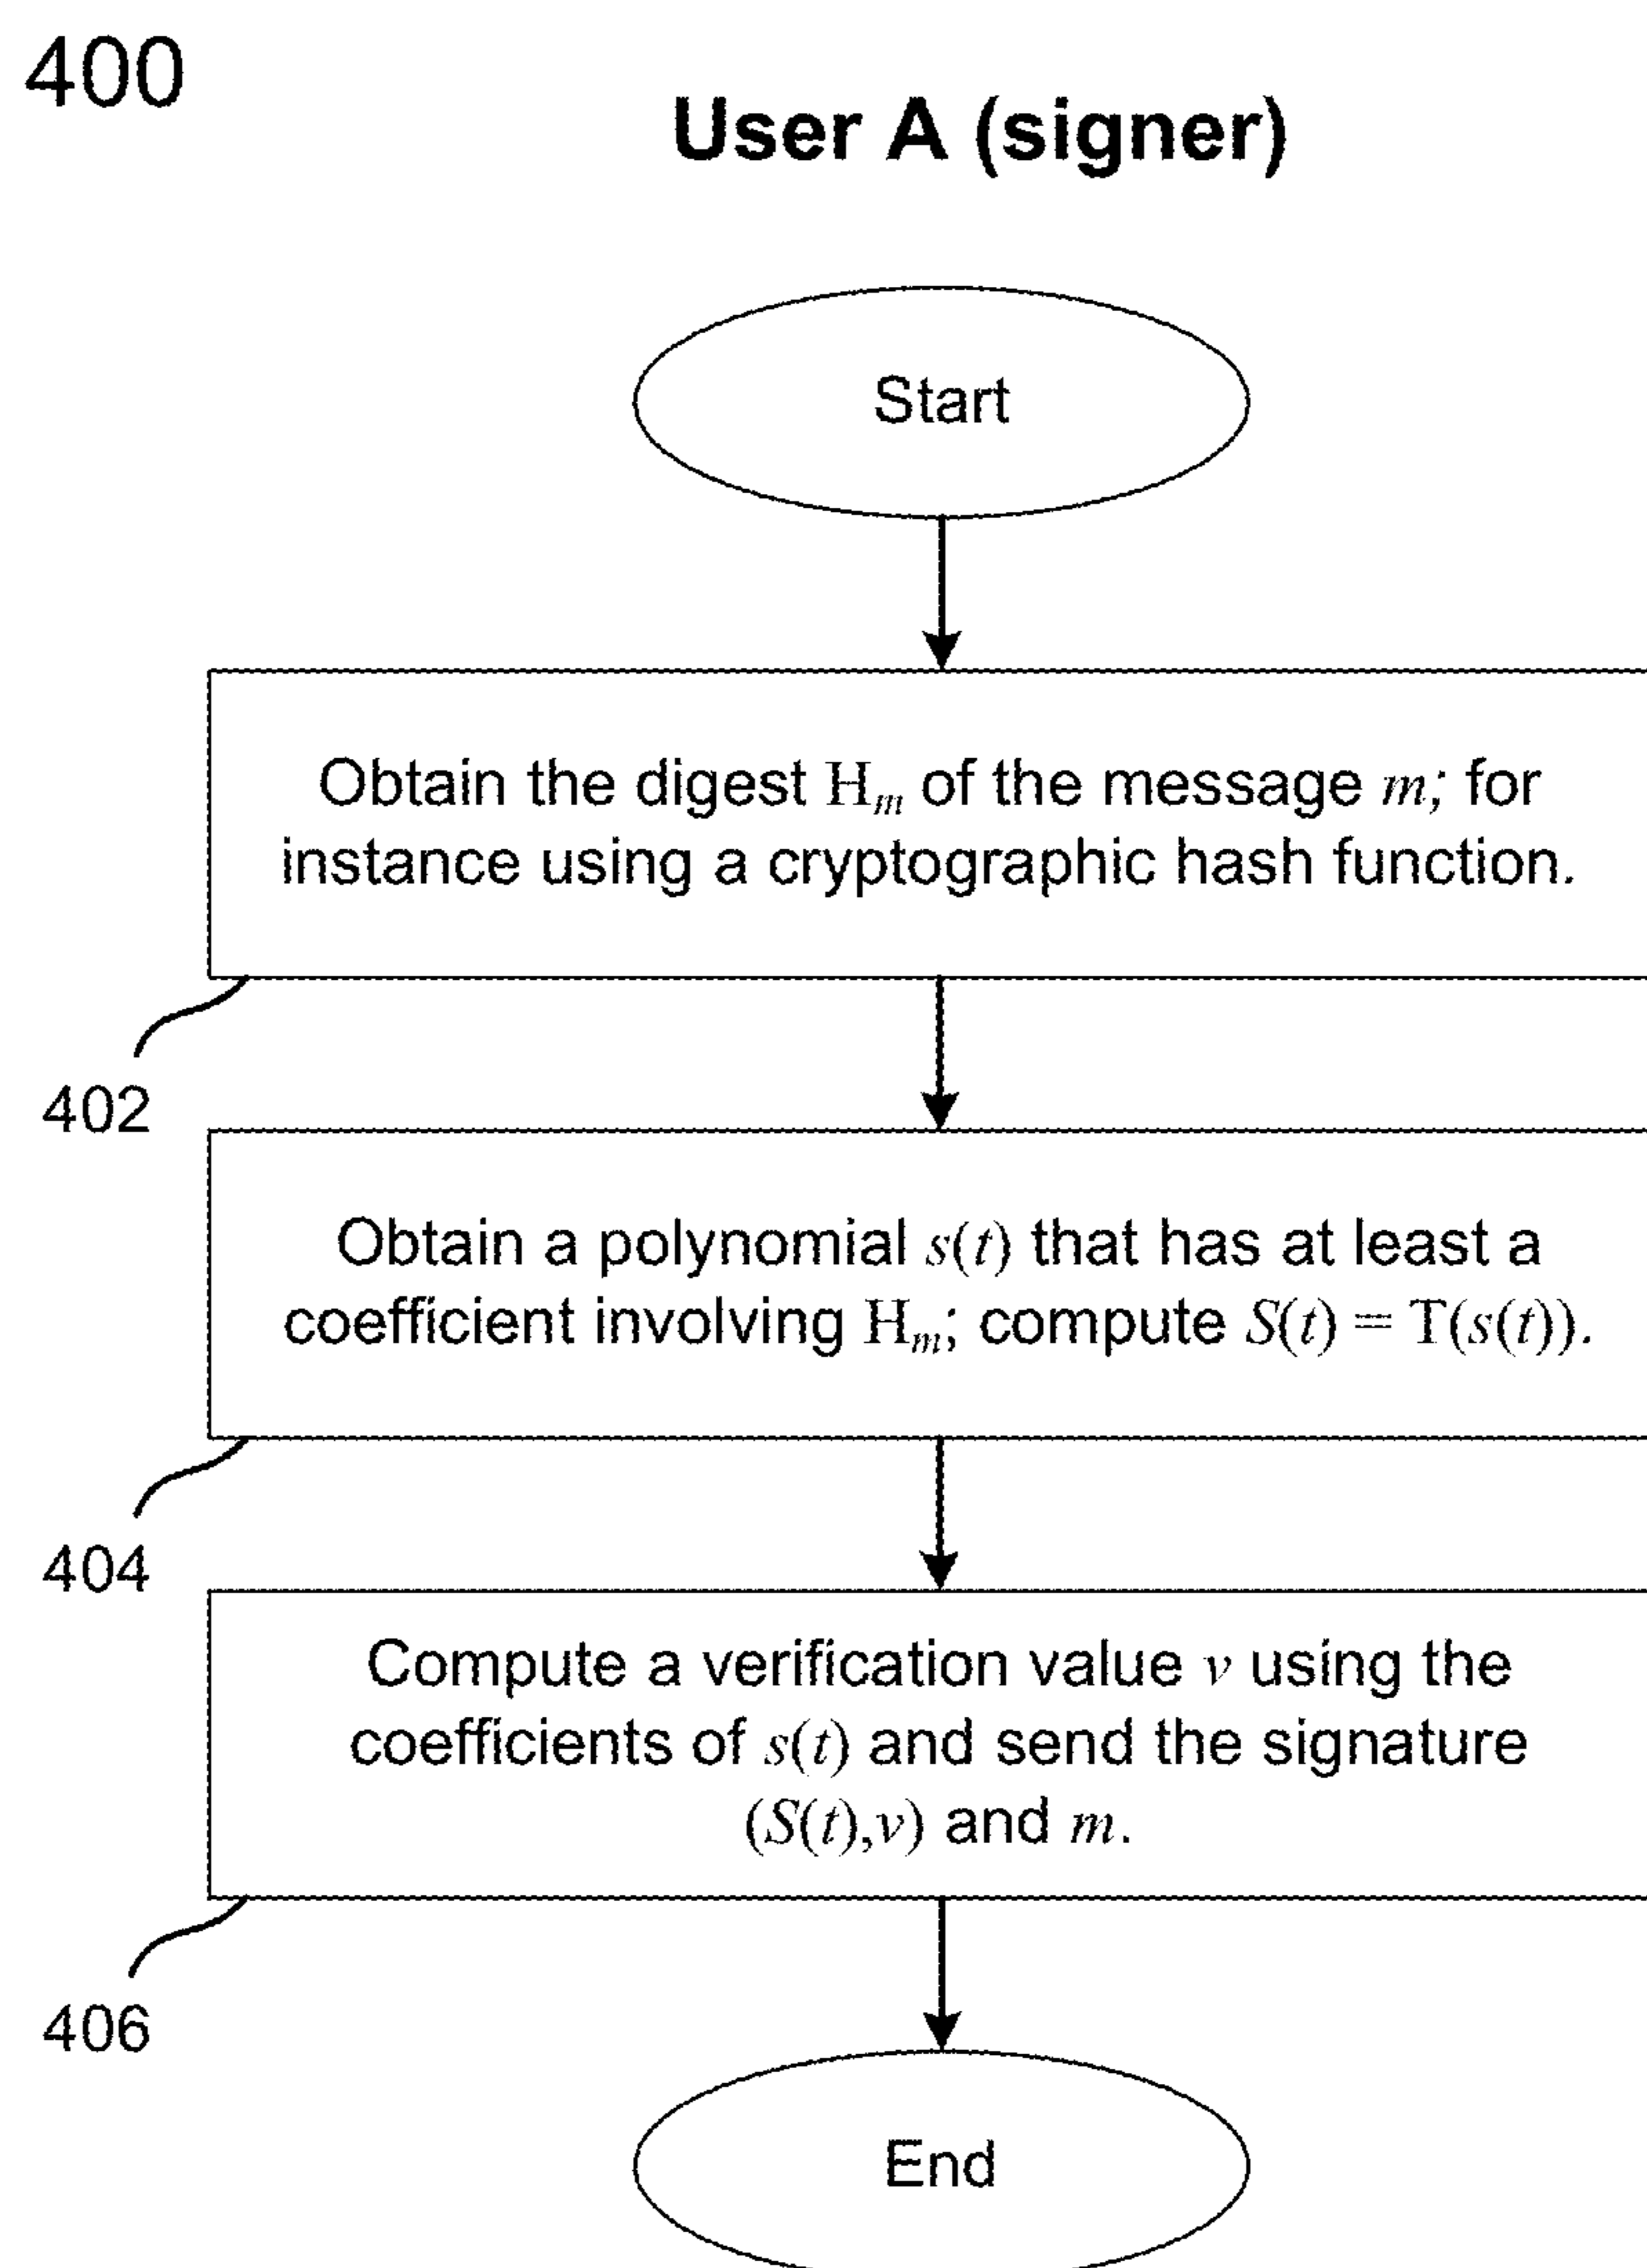 400
User A (signer)
Start
Obtain the digest Hₘ of the message m; for
instance using a cryptographic hash function.
402
Obtain a polynomial s(t) that has at least a
coefficient involving Hₘ; compute S(t) = T(s(t)).
404
Compute a verification value v using the
coefficients of s(t) and send the signature
(S(t),v) and m.
406
End